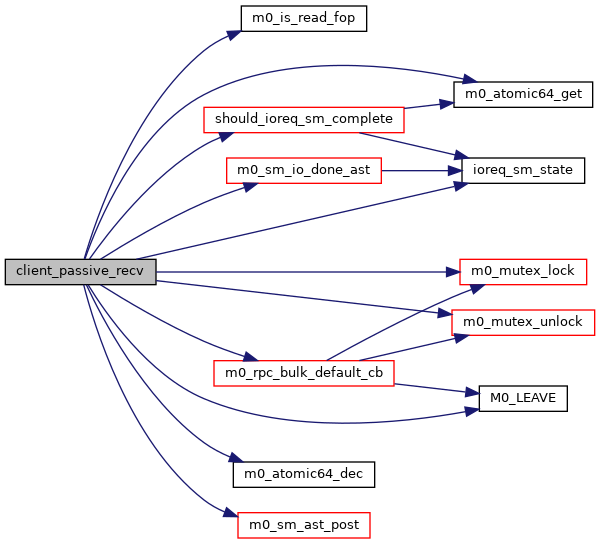 m0_is_read_fop
m0_atomic64_get
should_ioreq_sm_complete
m0_sm_io_done_ast
ioreq_sm_state
client_passive_recv
m0_mutex_lock
m0_mutex_unlock
m0_rpc_bulk_default_cb
M0_LEAVE
m0_atomic64_dec
m0_sm_ast_post